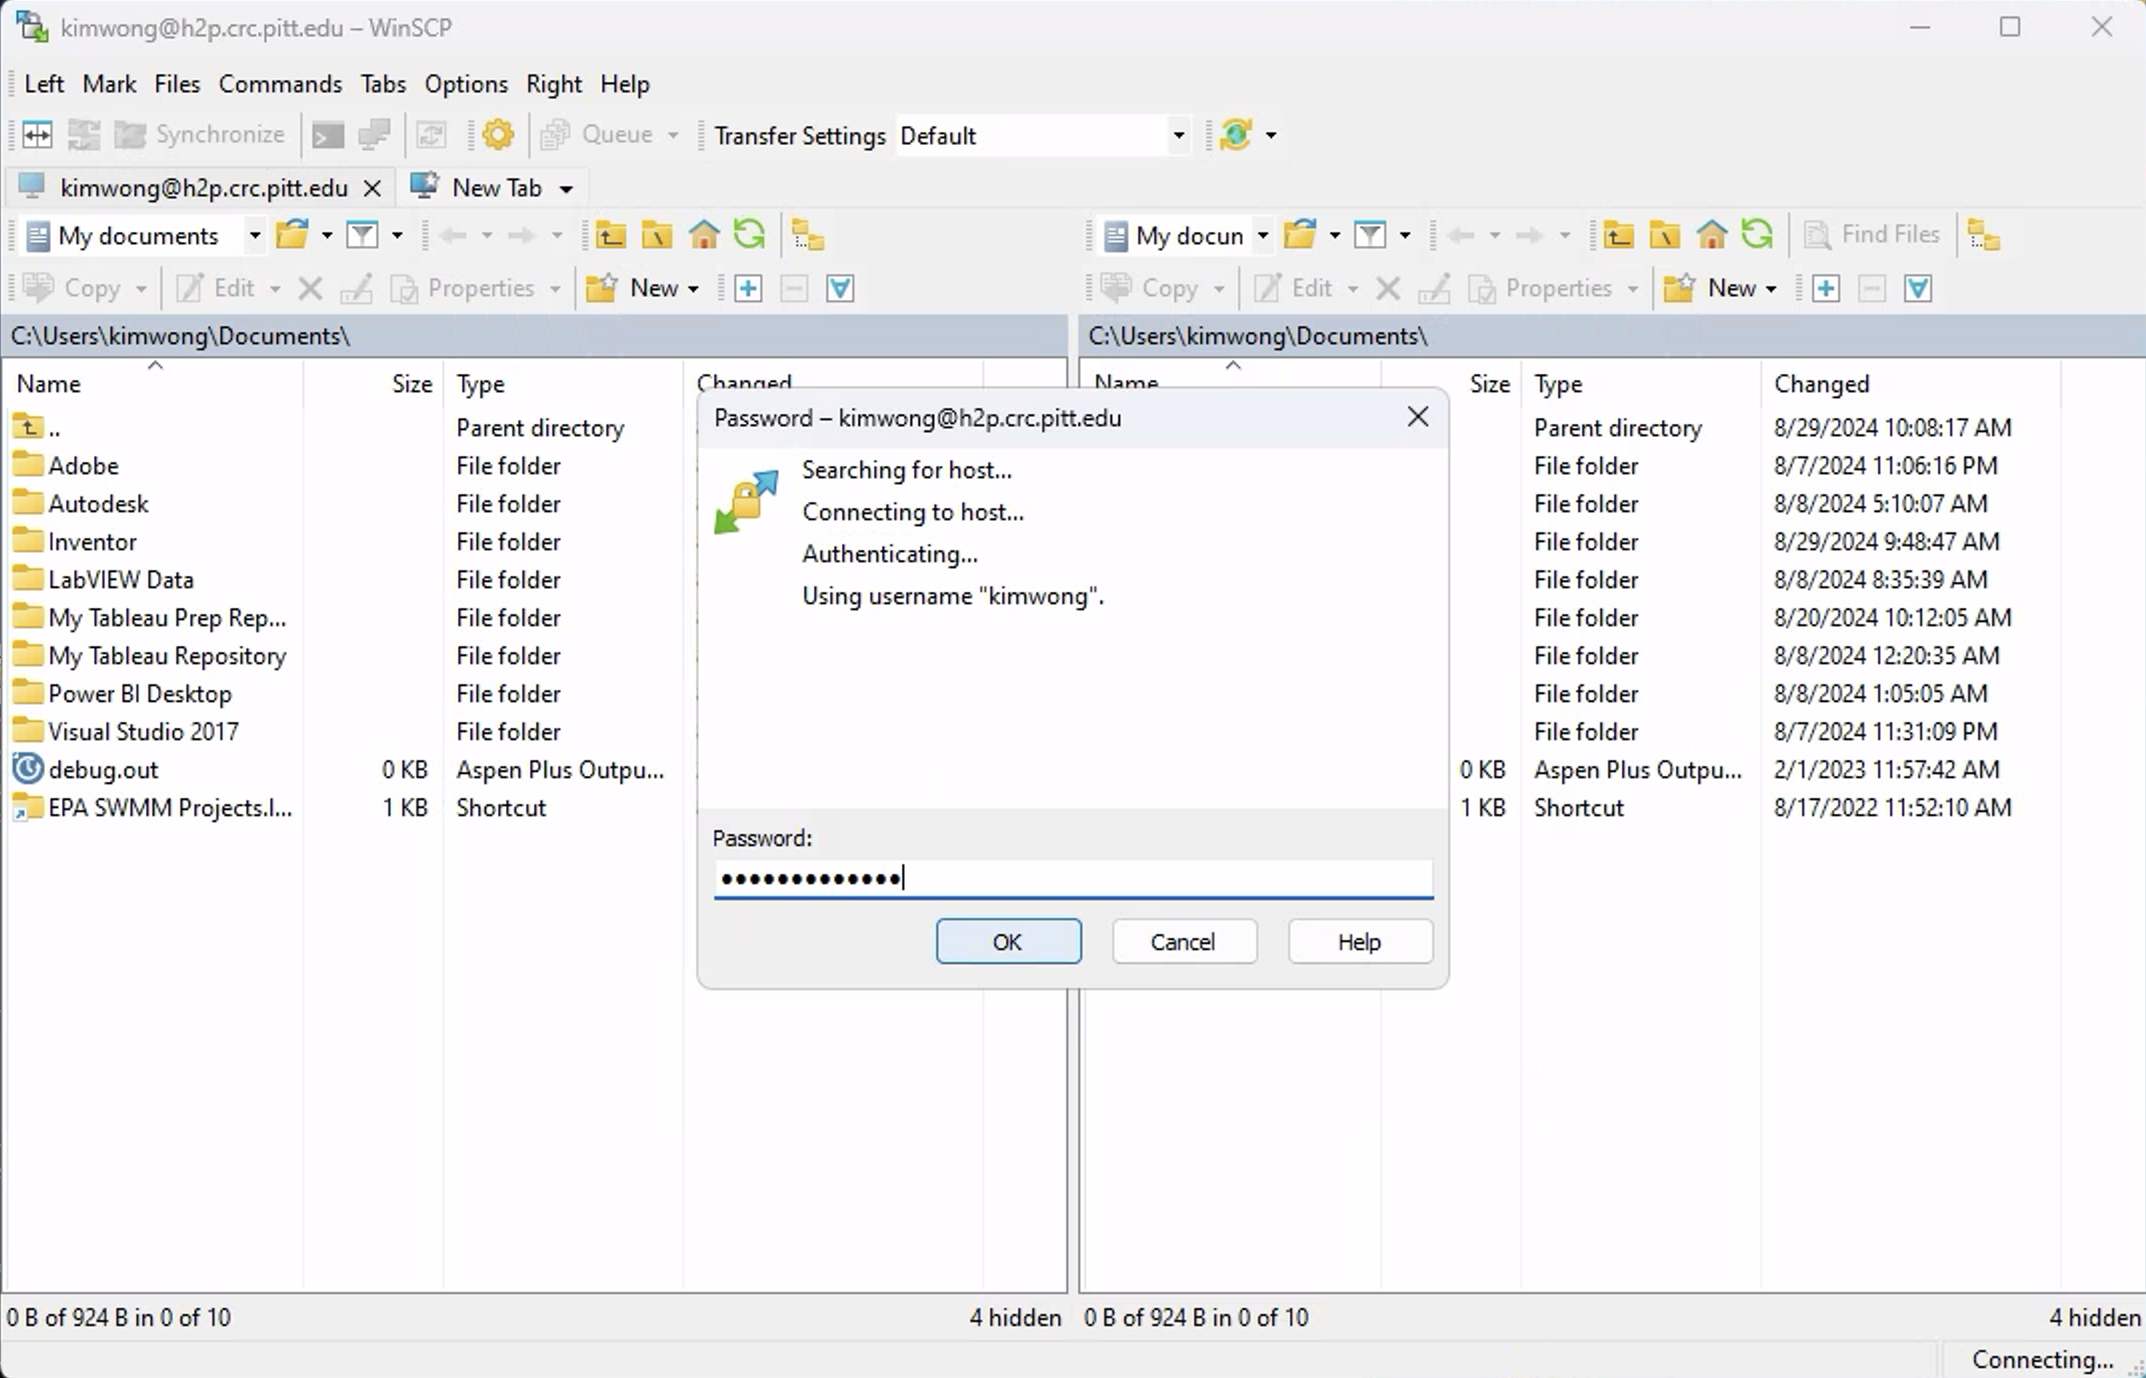 kimwong@h2p.crc.pitt.edu – WinSCP
Left Mark Files Commands Tabs Options Right Help
Synchronize Queue Transfer Settings Default
kimwong@h2p.crc.pitt.edu New Tab
My documents My docun Find Files
Copy Edit Properties New Copy Edit Properties New
C:\Users\kimwong\Documents\ C:\Users\kimwong\Documents\
Name Size Type Changed Name Size Type Changed
.. Parent directory Parent directory 8/29/2024 10:08:17 AM
Adobe File folder File folder 8/7/2024 11:06:16 PM
Autodesk File folder File folder 8/8/2024 5:10:07 AM
Inventor File folder File folder 8/29/2024 9:48:47 AM
LabVIEW Data File folder File folder 8/8/2024 8:35:39 AM
My Tableau Prep Rep... File folder File folder 8/20/2024 10:12:05 AM
My Tableau Repository File folder File folder 8/8/2024 12:20:35 AM
Power BI Desktop File folder File folder 8/8/2024 1:05:05 AM
Visual Studio 2017 File folder File folder 8/7/2024 11:31:09 PM
debug.out 0 KB Aspen Plus Outpu... 0 KB Aspen Plus Outpu... 2/1/2023 11:57:42 AM
EPA SWMM Projects.l... 1 KB Shortcut 1 KB Shortcut 8/17/2022 11:52:10 AM
Password – kimwong@h2p.crc.pitt.edu
Searching for host...
Connecting to host...
Authenticating...
Using username "kimwong".
Password:
•••••••••••••
OK Cancel Help
0 B of 924 B in 0 of 10 4 hidden 0 B of 924 B in 0 of 10 4 hidden
Connecting...